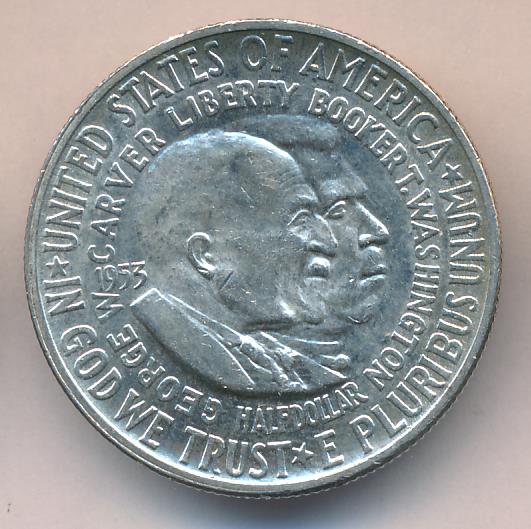 ★ UNITED STATES OF AMERICA ★
IN GOD WE TRUST ★ E PLURIBUS UNUM
GEORGE W CARVER LIBERTY BOOKER T. WASHINGTON
HALF DOLLAR
1953